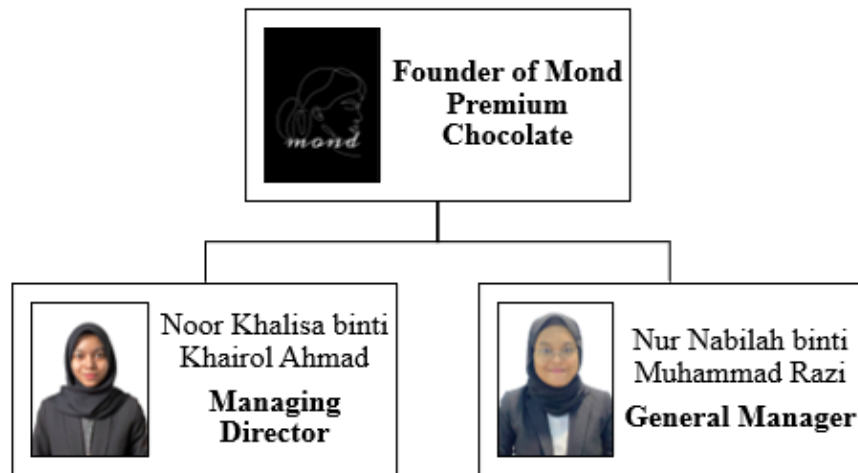 Founder of Mond
Premium
Chocolate
mond
Noor Khalisa binti
Khairol Ahmad
Managing
Director
Nur Nabilah binti
Muhammad Razi
General Manager